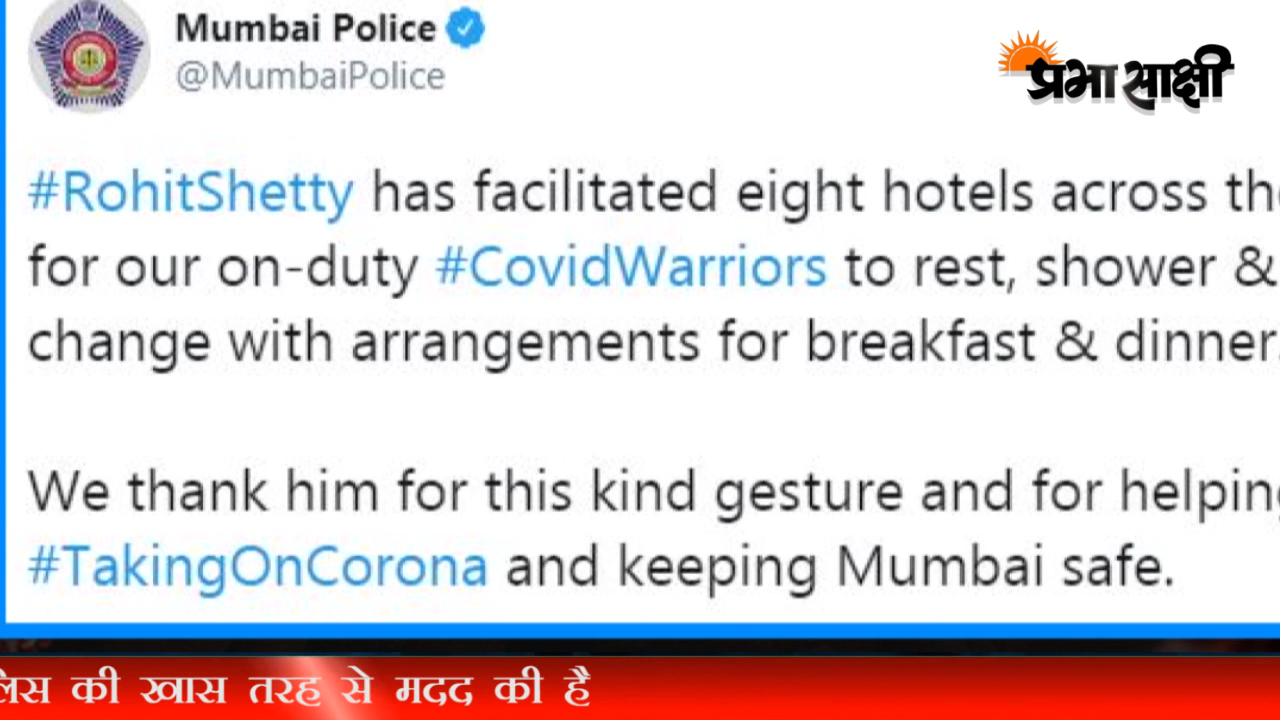 Mumbai Police
@MumbaiPolice
प्रभासाक्षी
#RohitShetty has facilitated eight hotels across
for our on-duty #CovidWarriors to rest, shower &
change with arrangements for breakfast & dinner.
We thank him for this kind gesture and for helping
#TakingOnCorona and keeping Mumbai safe.
की खास तरह से मदद की है